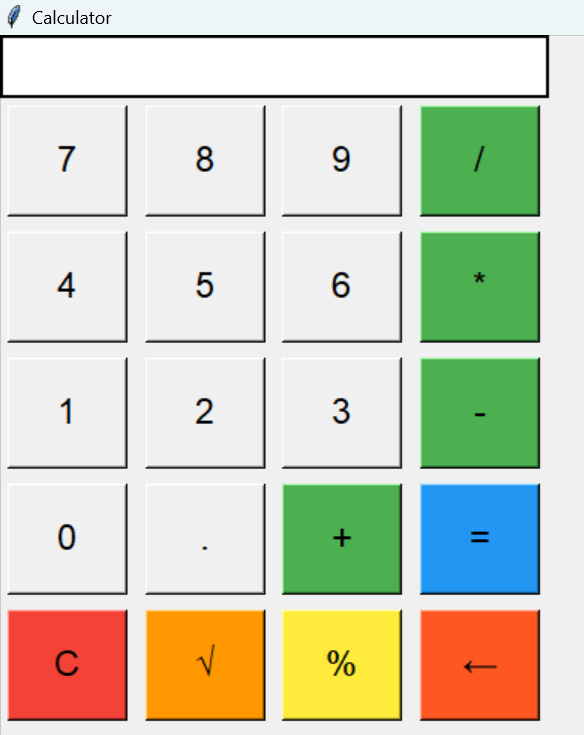 Calculator
7 8 9 /
4 5 6 *
1 2 3 -
0 . + =
C √ % ←